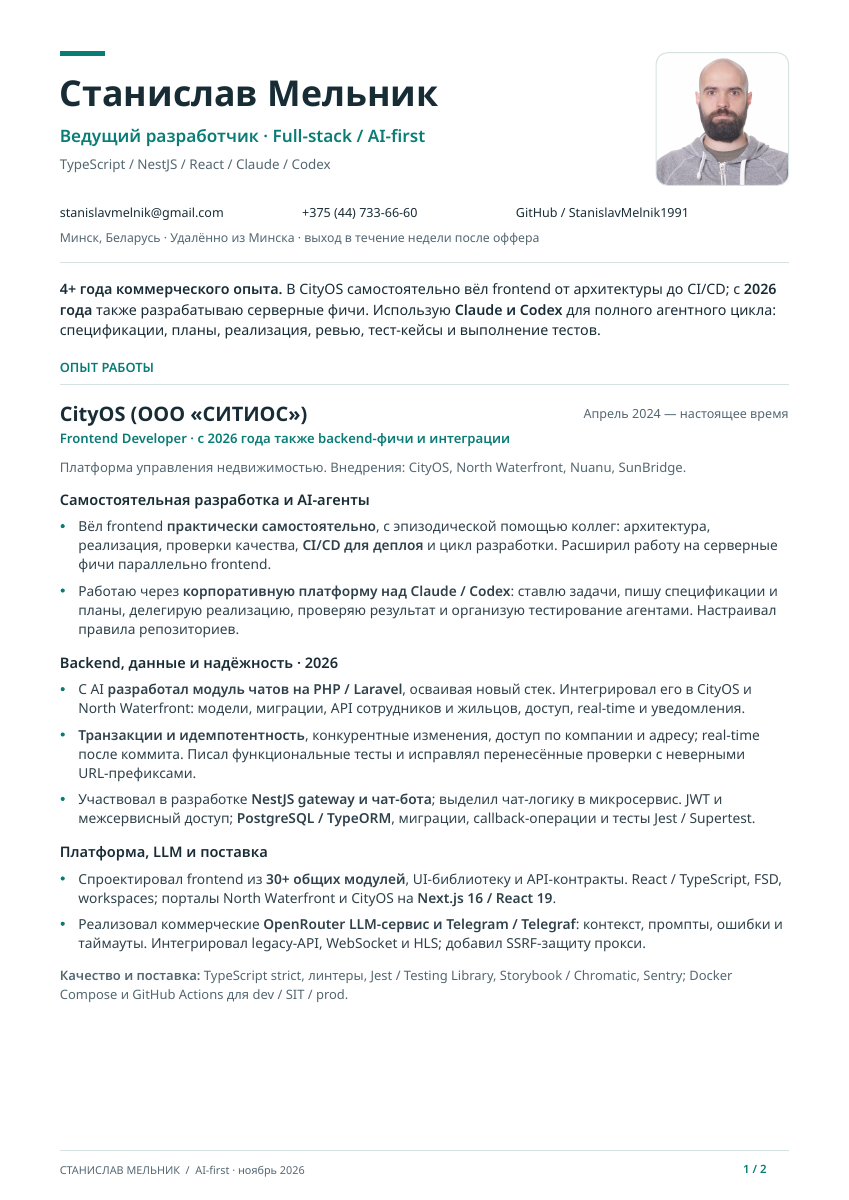 Станислав Мельник
Ведущий разработчик · Full-stack / AI-first
TypeScript / NestJS / React / Claude / Codex
stanislavmelnik@gmail.com +375 (44) 733-66-60 GitHub / StanislavMelnik1991
Минск, Беларусь · Удалённо из Минска · выход в течение недели после оффера
4+ года коммерческого опыта. В CityOS самостоятельно вёл frontend от архитектуры до CI/CD; с 2026
года также разрабатываю серверные фичи. Использую Claude и Codex для полного агентного цикла:
спецификации, планы, реализация, ревью, тест-кейсы и выполнение тестов.
ОПЫТ РАБОТЫ
CityOS (ООО «СИТИОС») Апрель 2024 — настоящее время
Frontend Developer · с 2026 года также backend-фичи и интеграции
Платформа управления недвижимостью. Внедрения: CityOS, North Waterfront, Nuanu, SunBridge.
Самостоятельная разработка и AI-агенты
• Вёл frontend практически самостоятельно, с эпизодической помощью коллег: архитектура,
реализация, проверки качества, CI/CD для деплоя и цикл разработки. Расширил работу на серверные
фичи параллельно frontend.
• Работаю через корпоративную платформу над Claude / Codex: ставлю задачи, пишу спецификации и
планы, делегирую реализацию, проверяю результат и организую тестирование агентами. Настраивал
правила репозиториев.
Backend, данные и надёжность · 2026
• С AI разработал модуль чатов на PHP / Laravel, осваивая новый стек. Интегрировал его в CityOS и
North Waterfront: модели, миграции, API сотрудников и жильцов, доступ, real-time и уведомления.
• Транзакции и идемпотентность, конкурентные изменения, доступ по компании и адресу; real-time
после коммита. Писал функциональные тесты и исправлял перенесённые проверки с неверными
URL-префиксами.
• Участвовал в разработке NestJS gateway и чат-бота; выделил чат-логику в микросервис. JWT и
межсервисный доступ; PostgreSQL / TypeORM, миграции, callback-операции и тесты Jest / Supertest.
Платформа, LLM и поставка
• Спроектировал frontend из 30+ общих модулей, UI-библиотеку и API-контракты. React / TypeScript, FSD,
workspaces; порталы North Waterfront и CityOS на Next.js 16 / React 19.
• Реализовал коммерческие OpenRouter LLM-сервис и Telegram / Telegraf: контекст, промпты, ошибки и
таймауты. Интегрировал legacy-API, WebSocket и HLS; добавил SSRF-защиту прокси.
Качество и поставка: TypeScript strict, линтеры, Jest / Testing Library, Storybook / Chromatic, Sentry; Docker
Compose и GitHub Actions для dev / SIT / prod.
СТАНИСЛАВ МЕЛЬНИК / AI-first · ноябрь 2026 1 / 2